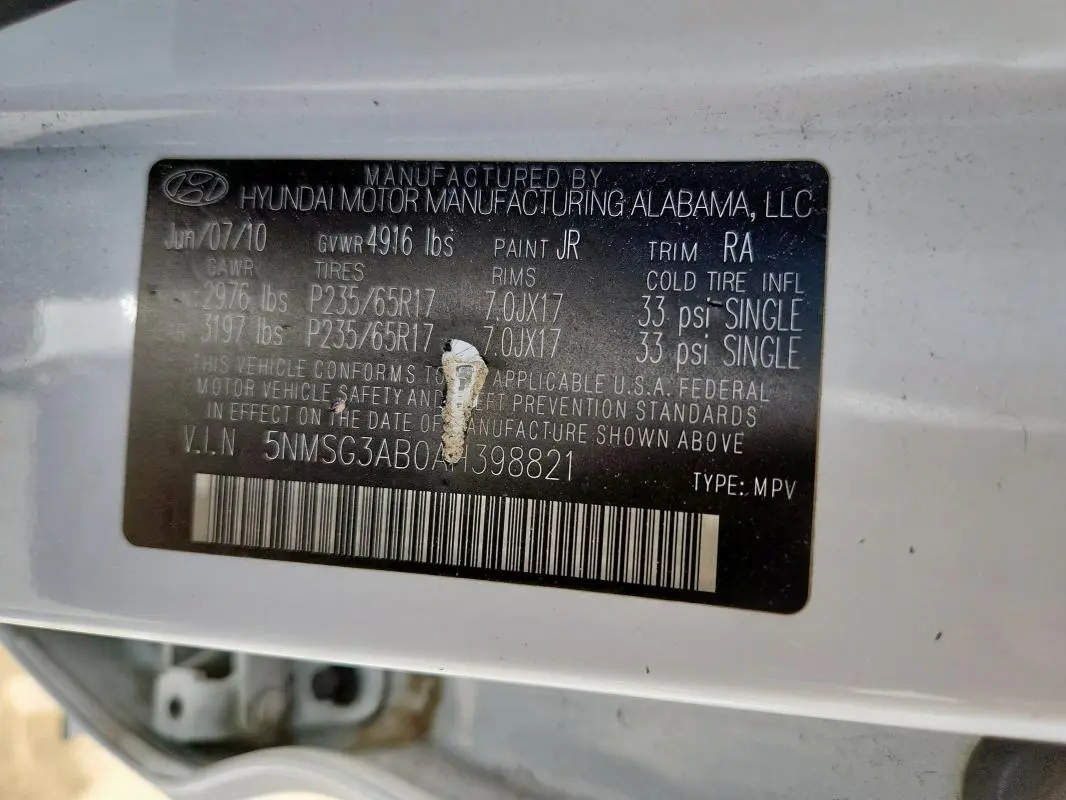 MANUFACTURED BY
HYUNDAI MOTOR MANUFACTURING ALABAMA, LLC
Jun/07/10 GVWR 4916 lbs PAINT JR TRIM RA
GAWR TIRES RIMS COLD TIRE INFL
2976 lbs P235/65R17 7.0JX17 33 psi SINGLE
3197 lbs P235/65R17 7.0JX17 33 psi SINGLE
THIS VEHICLE CONFORMS TO APPLICABLE U.S.A. FEDERAL
MOTOR VEHICLE SAFETY AND PREVENTION STANDARDS
IN EFFECT ON THE DATE OF MANUFACTURE SHOWN ABOVE
V.I.N 5NMSG3AB0AH398821
TYPE: MPV